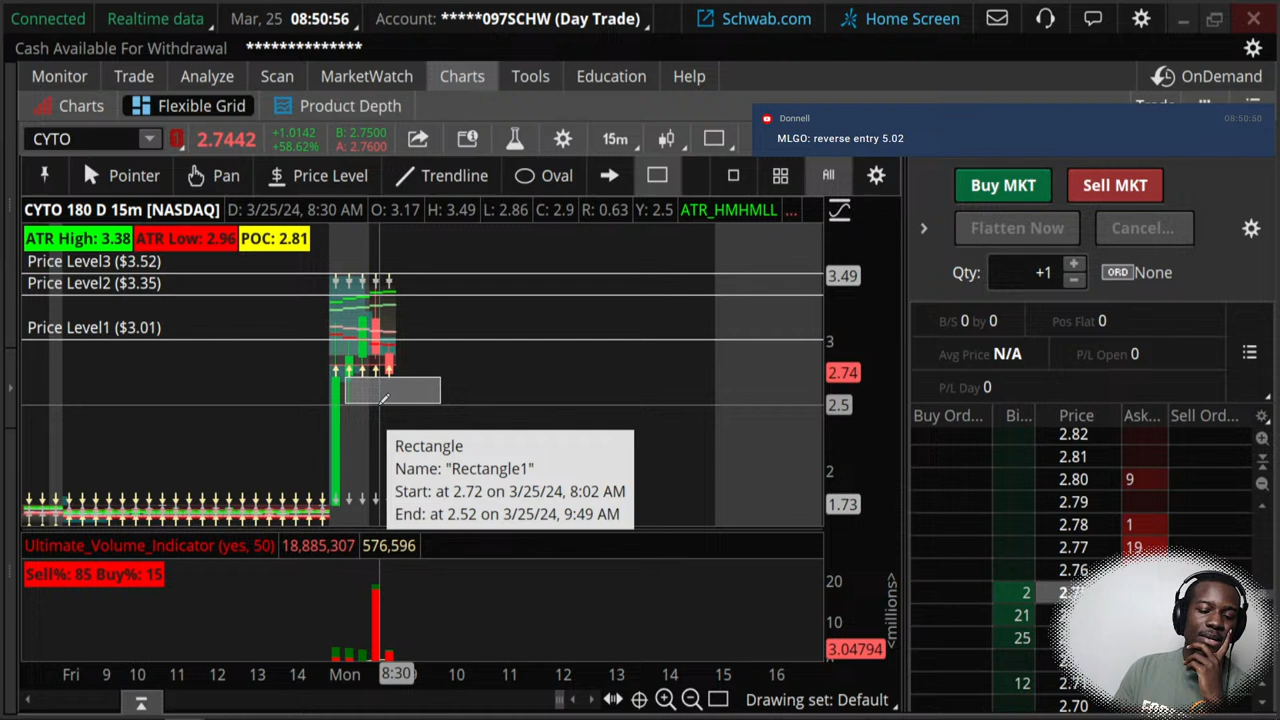 Connected Realtime data Mar, 25 08:50:56 Account: *****097SCHW (Day Trade) Schwab.com Home Screen
Cash Available For Withdrawal **************
Monitor Trade Analyze Scan MarketWatch Charts Tools Education Help OnDemand
Charts Flexible Grid Product Depth
Donnell 08:50:50
MLGO: reverse entry 5.02
CYTO 1 2.7442 +1.0142 +58.62% B: 2.7500 A: 2.7600 15m
Pointer Pan $ Price Level Trendline Oval All
Buy MKT Sell MKT
CYTO 180 D 15m [NASDAQ] D: 3/25/24, 8:30 AM O: 3.17 H: 3.49 L: 2.86 C: 2.9 R: 0.63 Y: 2.5 ATR_HMHMLL ...
Flatten Now Cancel...
ATR High: 3.38 ATR Low: 2.96 POC: 2.81
Price Level3 ($3.52)
Price Level2 ($3.35)
Price Level1 ($3.01)
3.49
3
2.74
2.5
2
1.73
Qty: +1 ORD None
B/S 0 by 0 Pos Flat 0
Avg Price N/A P/L Open 0
P/L Day 0
Buy Ord... Bi... Price Ask... Sell Ord...
2.82
2.81
2.80 9
2.79
2.78 1
2.77 19
2.76
2
21
25
12
2.70
Rectangle
Name: "Rectangle1"
Start: at 2.72 on 3/25/24, 8:02 AM
End: at 2.52 on 3/25/24, 9:49 AM
Ultimate_Volume_Indicator (yes, 50) 18,885,307 576,596
Sell%: 85 Buy%: 15
20
10
3.04794
<millions>
Fri 9 10 11 12 13 14 Mon 8:30 10 11 12 13 14 15 16
Drawing set: Default